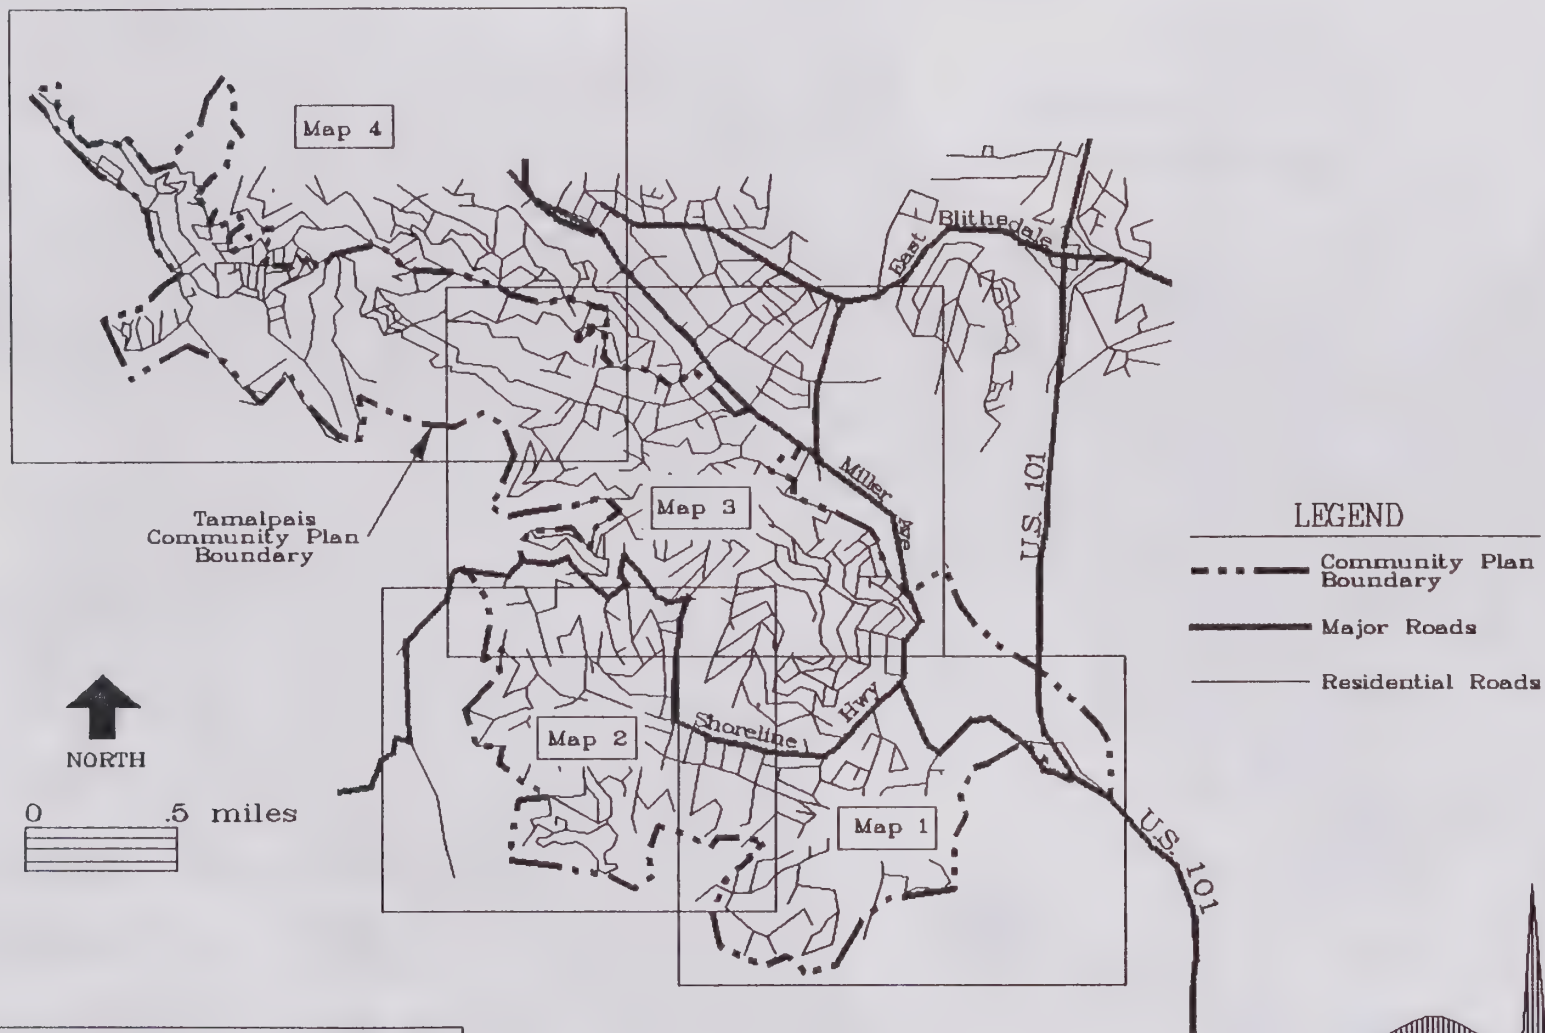 Map 4
East
Blithedale
Miller
Ave
U.S. 101
Map 3
Tamalpais
Community Plan
Boundary
LEGEND
Community Plan
Boundary
Major Roads
Residential Roads
NORTH
0 .5 miles
Map 2
Shoreline
Hwy
Map 1
U.S. 101